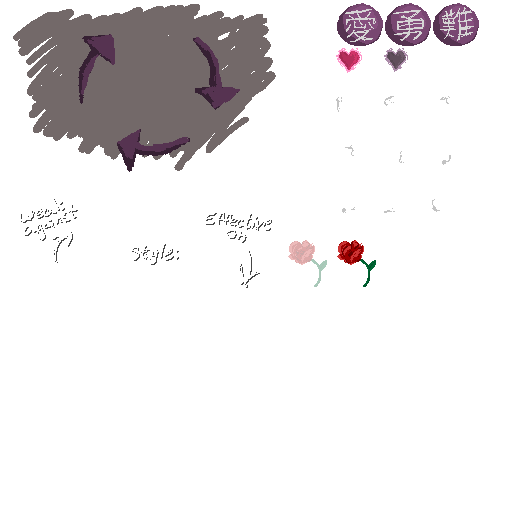 愛 勇 難
Weak
against
Effective
On
Style: